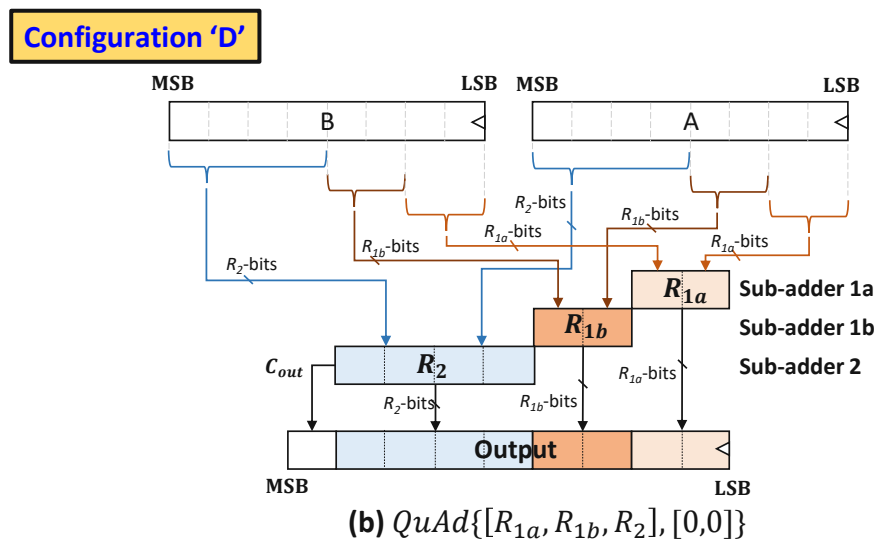 Configuration ‘D’
MSB LSB MSB LSB
B A
R2-bits R1b-bits R1a-bits R2-bits R1b-bits R1a-bits
R1a Sub-adder 1a
R1b Sub-adder 1b
Cout R2 Sub-adder 2
R2-bits R1b-bits R1a-bits
Output
MSB LSB
(b) QuAd{[R1a, R1b, R2], [0,0]}